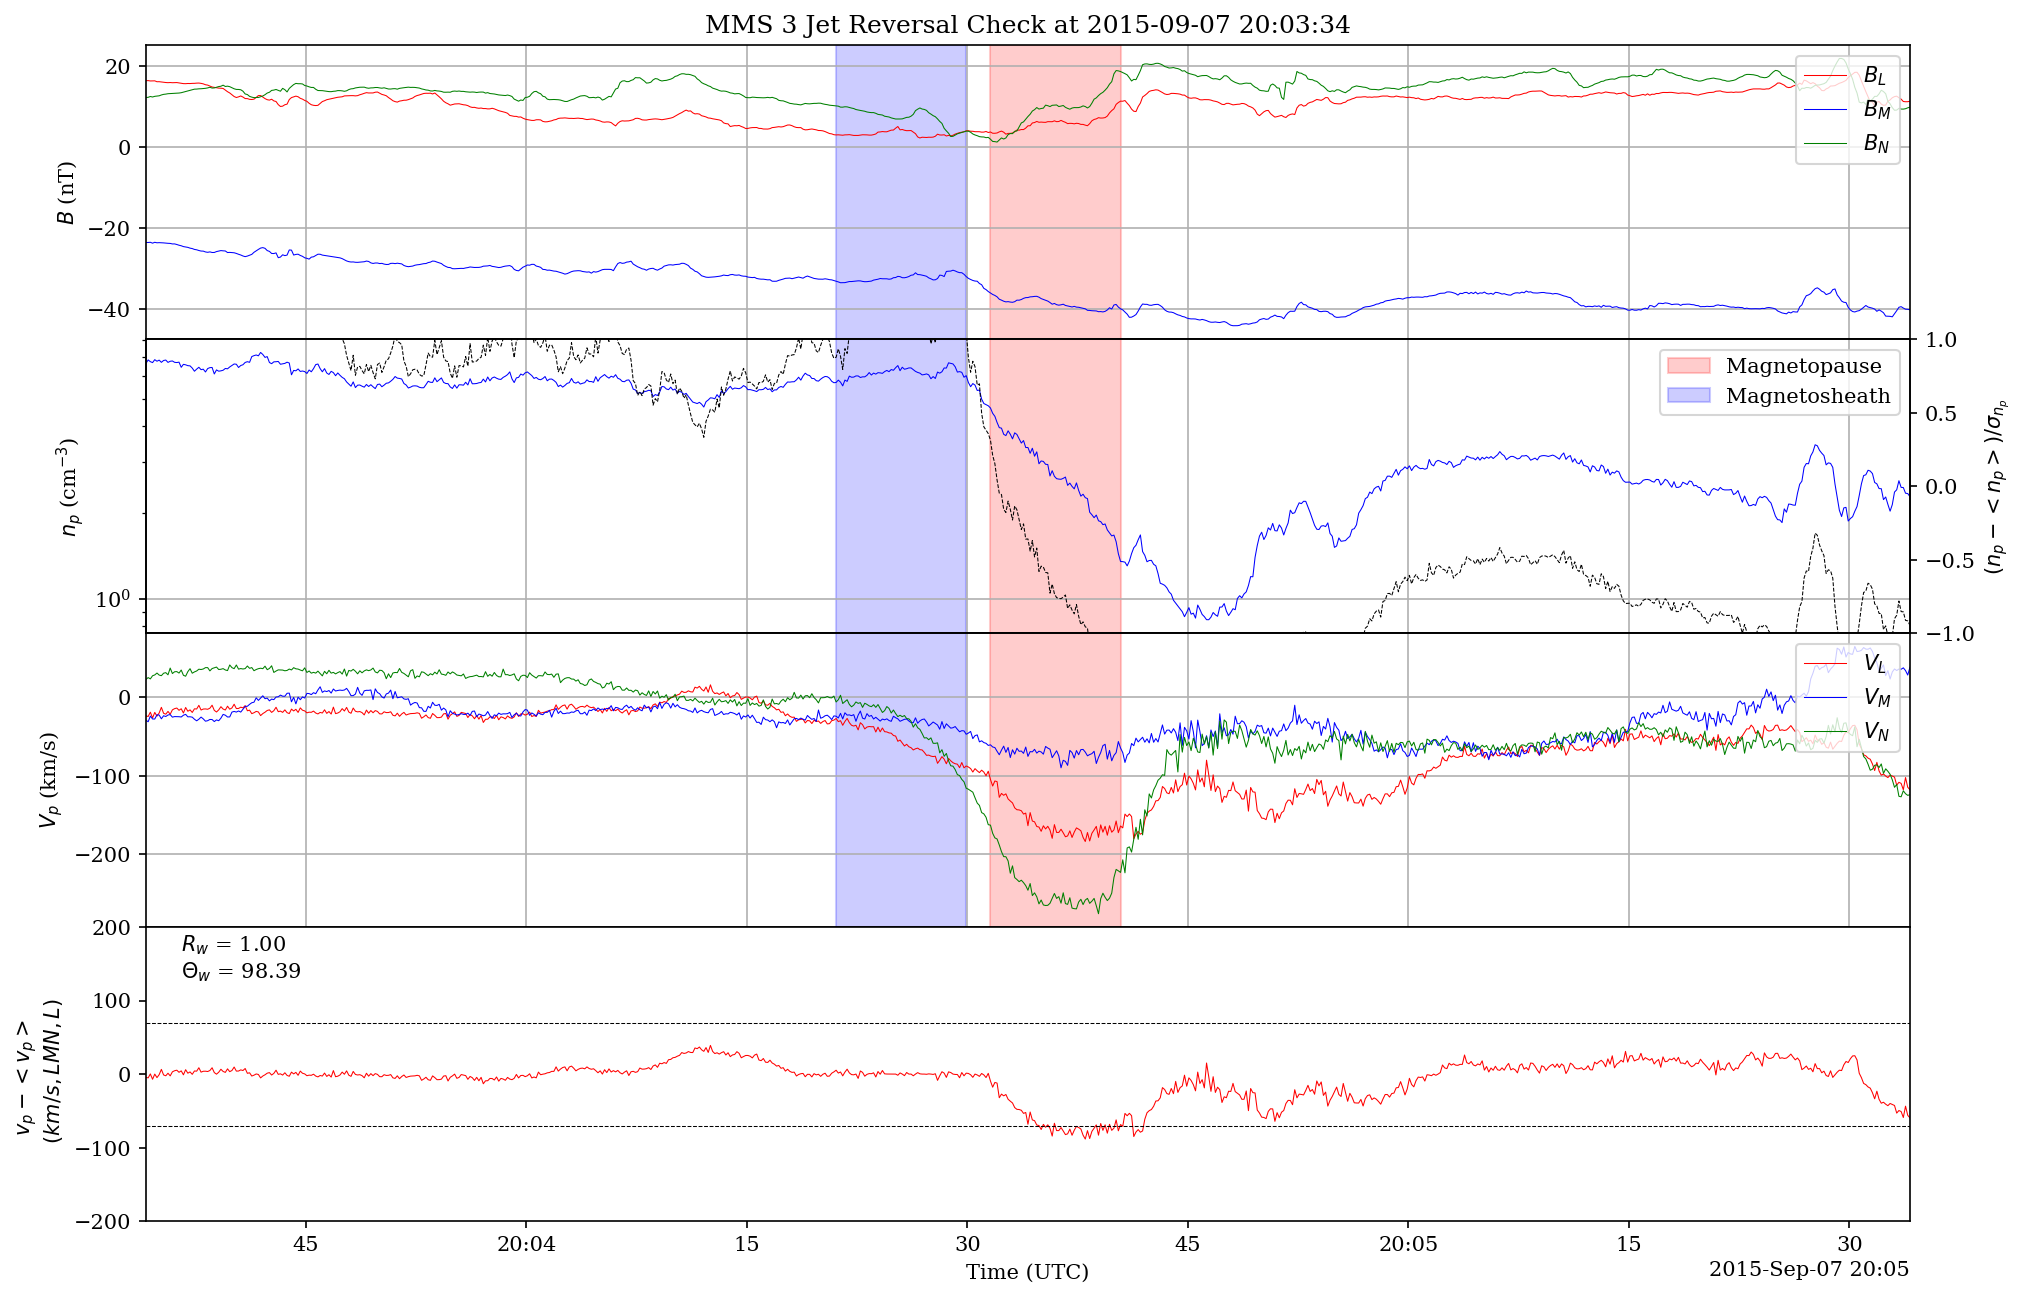 MMS 3 Jet Reversal Check at 2015-09-07 20:03:34
20
0
−20
−40
B (nT)
B_L
B_M
B_N
10⁰
n_p (cm⁻³)
1.0
0.5
0.0
−0.5
−1.0
(n_p − < n_p >)/σ_{n_p}
Magnetopause
Magnetosheath
0
−100
−200
V_p (km/s)
V_L
V_M
V_N
200
100
0
−100
−200
v_p − < v_p >
(km/s, LMN, L)
R_w = 1.00
Θ_w = 98.39
45 20:04 15 30 45 20:05 15 30
Time (UTC)
2015-Sep-07 20:05